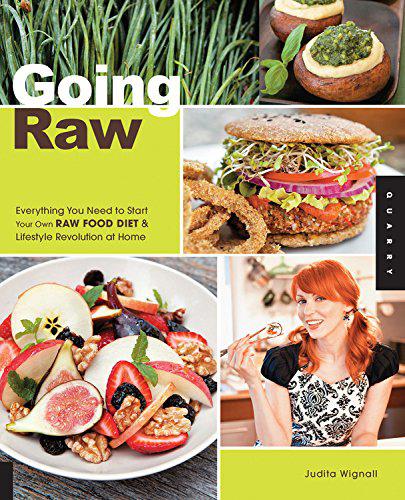 Going
Raw
Everything You Need to Start
Your Own RAW FOOD DIET &
Lifestyle Revolution at Home
QUARRY
Judita Wignall